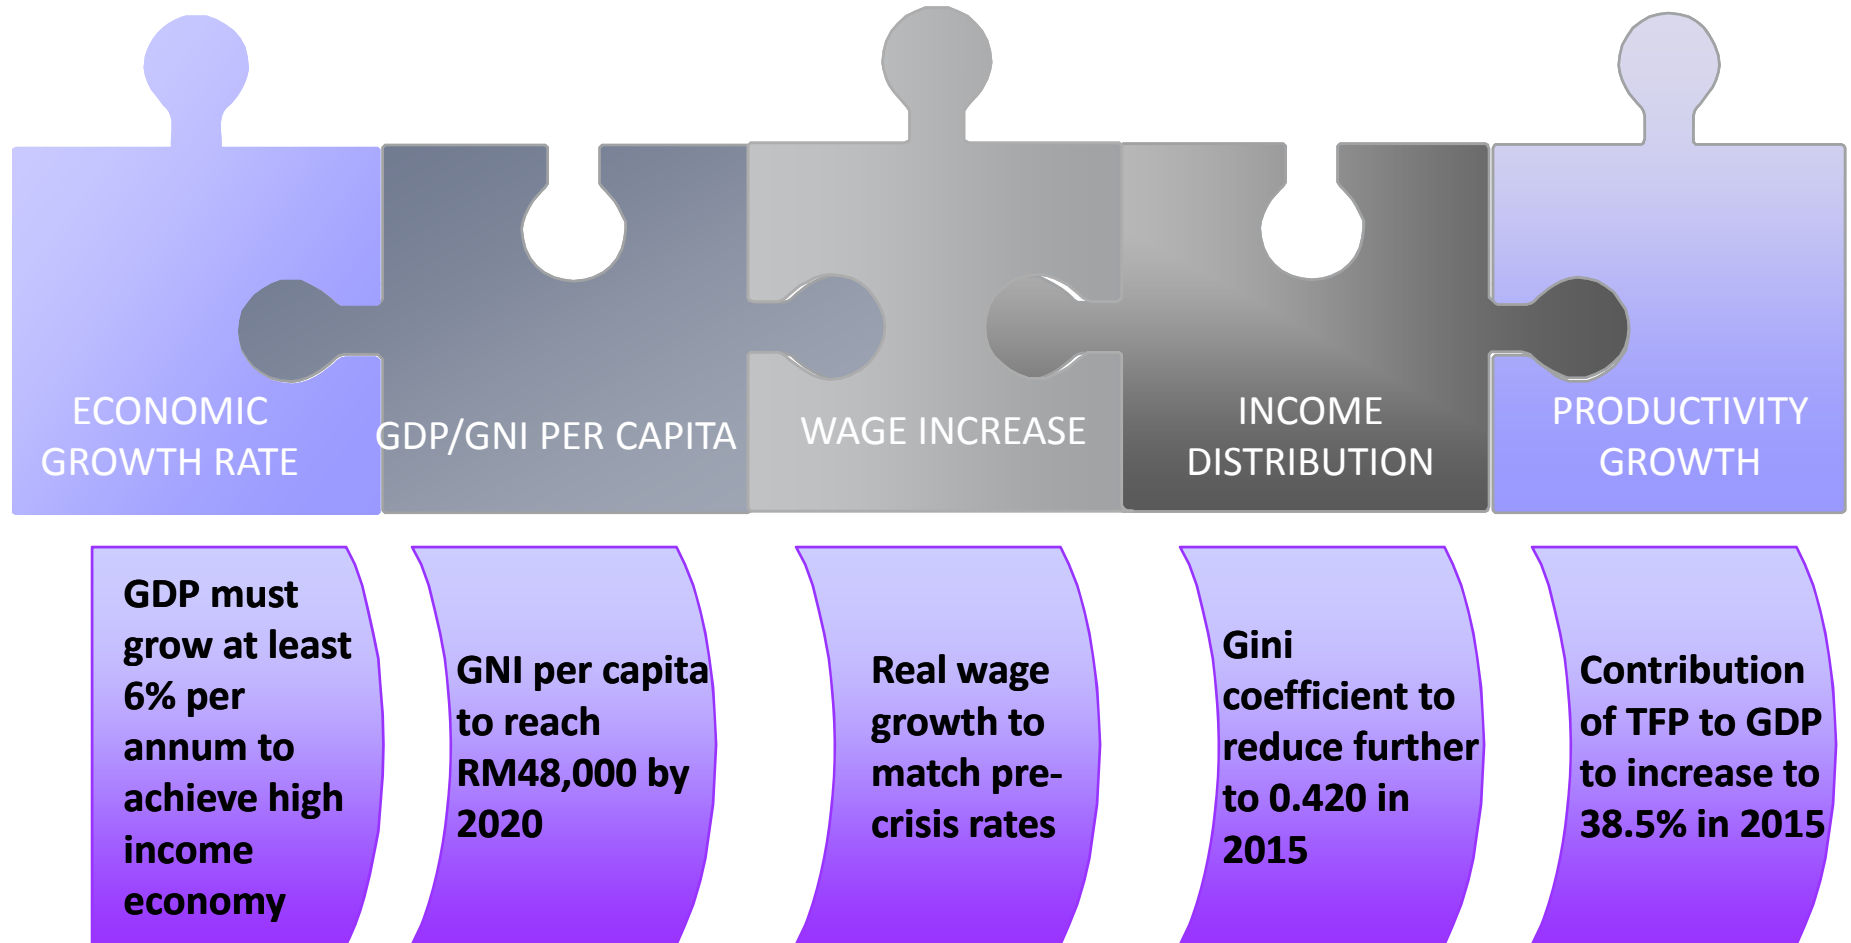 ECONOMIC
GROWTH RATE
GDP/GNI PER CAPITA
WAGE INCREASE
INCOME
DISTRIBUTION
PRODUCTIVITY
GROWTH
GDP must
grow at least
6% per
annum to
achieve high
income
economy
GNI per capita
to reach
RM48,000 by
2020
Real wage
growth to
match pre-
crisis rates
Gini
coefficient to
reduce further
to 0.420 in
2015
Contribution
of TFP to GDP
to increase to
38.5% in 2015